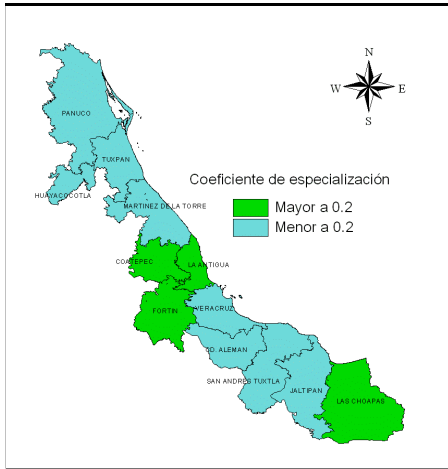 N
W E
S
PANUCO
TUXPAN
Coeficiente de especialización
HUAYACOCOTLA
Mayor a 0.2
MARTINEZ DE LA TORRE
Menor a 0.2
COATEPEC
LA ANTIGUA
FORTIN
VERACRUZ
CD. ALEMAN
SAN ANDRES TUXTLA
JALTIPAN
LAS CHOAPAS